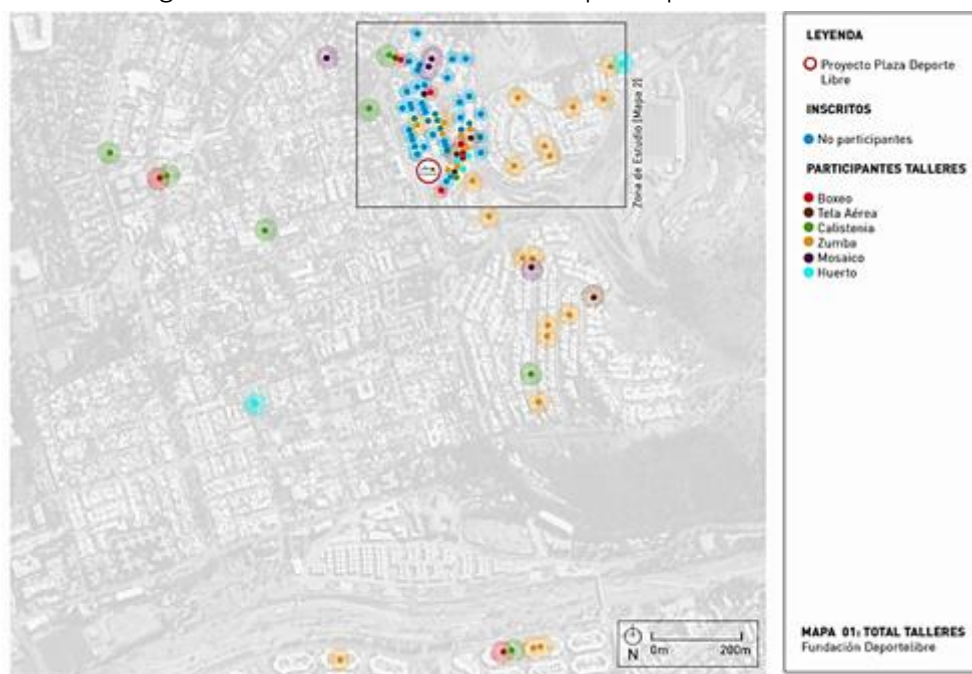 Zona de Estudio [Mapa 2]
N
0m
200m
LEYENDA
Proyecto Plaza Deporte
Libre
INSCRITOS
No participantes
PARTICIPANTES TALLERES
Boxeo
Tela Aérea
Calistenia
Zumba
Mosaico
Huerto
MAPA 01: TOTAL TALLERES
Fundación Deportelibre